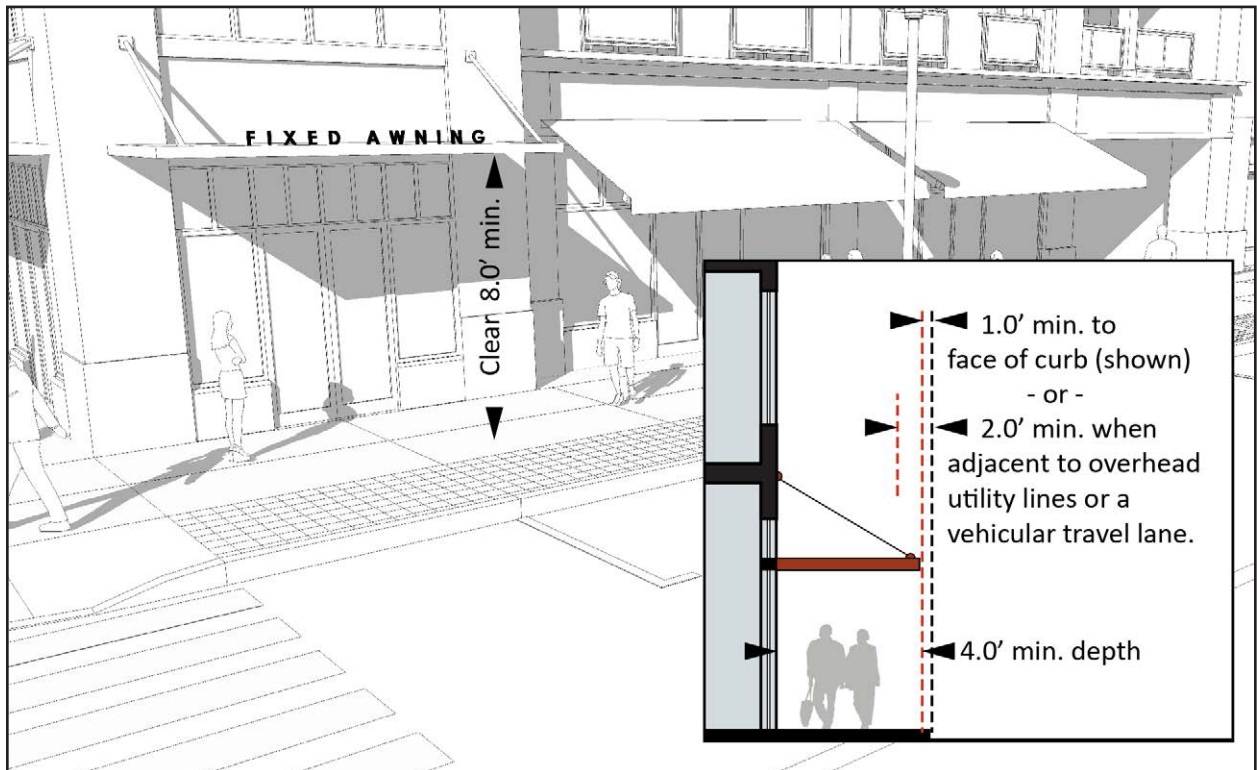 FIXED AWNING
Clear 8.0' min.
1.0' min. to
face of curb (shown)
- or -
2.0' min. when
adjacent to overhead
utility lines or a
vehicular travel lane.
4.0' min. depth